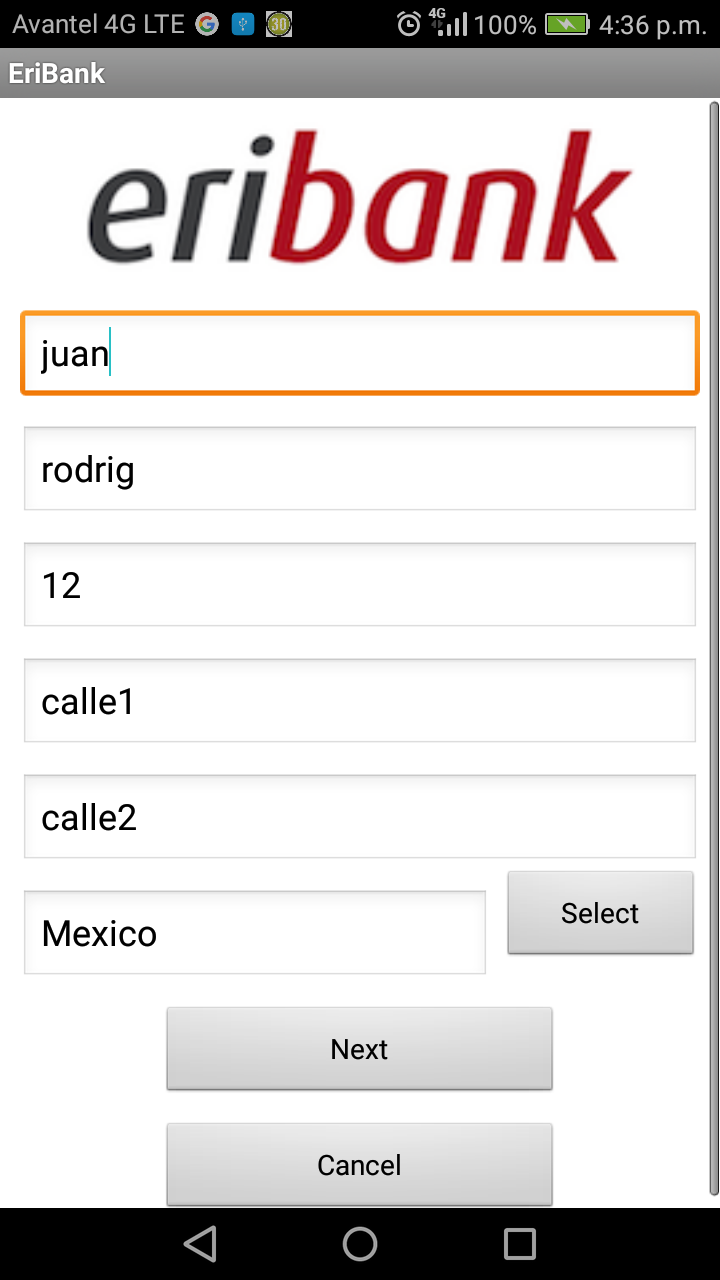 Avantel 4G LTE G 30 4G 100% 4:36 p.m.
EriBank
eribank
juan
rodrig
12
calle1
calle2
Mexico
Select
Next
Cancel